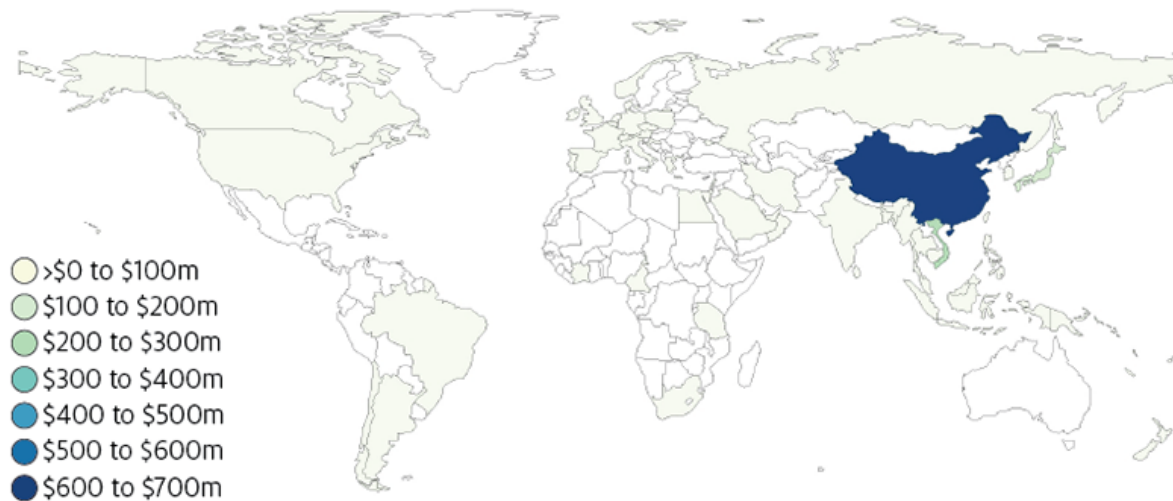 >$0 to $100m
$100 to $200m
$200 to $300m
$300 to $400m
$400 to $500m
$500 to $600m
$600 to $700m